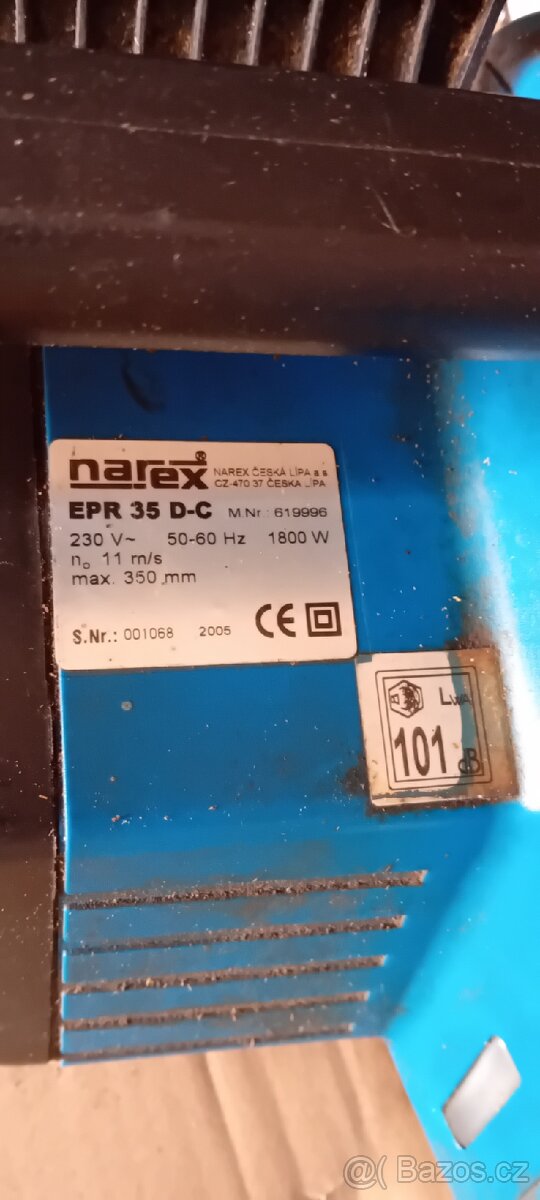 narex®
NAREX ČESKÁ LÍPA a.s.
CZ-470 37 ČESKÁ LÍPA
EPR 35 D-C M.Nr.: 619996
230 V~ 50-60 Hz 1800 W
n₀ 11 m/s
max. 350 mm
S.Nr.: 001068 2005 CE
LWA
101 dB
@( Bazos.cz